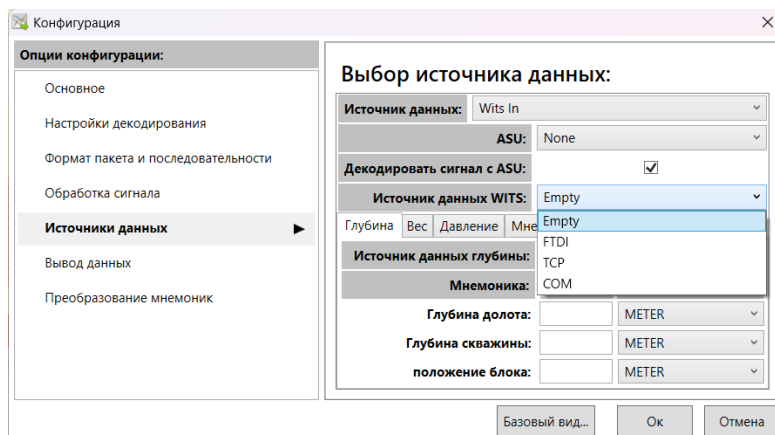 Конфигурация
Опции конфигурации:
Основное
Настройки декодирования
Формат пакета и последовательности
Обработка сигнала
Источники данных
Вывод данных
Преобразование мнемоник
Выбор источника данных:
Источник данных: Wits In
ASU: None
Декодировать сигнал с ASU:
Источник данных WITS: Empty
Empty
FTDI
TCP
COM
Глубина Вес Давление Мне
Источник данных глубины:
Мнемоника:
Глубина долота: METER
Глубина скважины: METER
положение блока: METER
Базовый вид... Ок Отмена